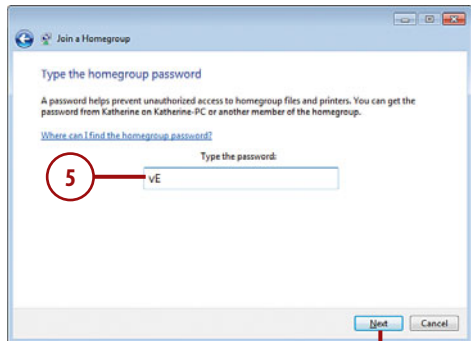 Join a Homegroup
Type the homegroup password
A password helps prevent unauthorized access to homegroup files and printers. You can get the
password from Katherine on Katherine-PC or another member of the homegroup.
Where can I find the homegroup password?
Type the password:
5
vE
Next
Cancel